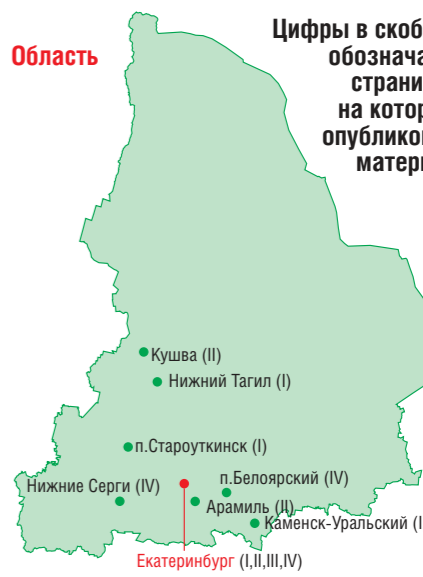 Область
Цифры в скоб
обознача
страни
на котор
опубликов
матери
Кушва (II)
Нижний Тагил (I)
п.Староуткинск (I)
Нижние Серги (IV)
п.Белоярский (IV)
Арамиль (II)
Каменск-Уральский (I
Екатеринбург (I,II,III,IV)